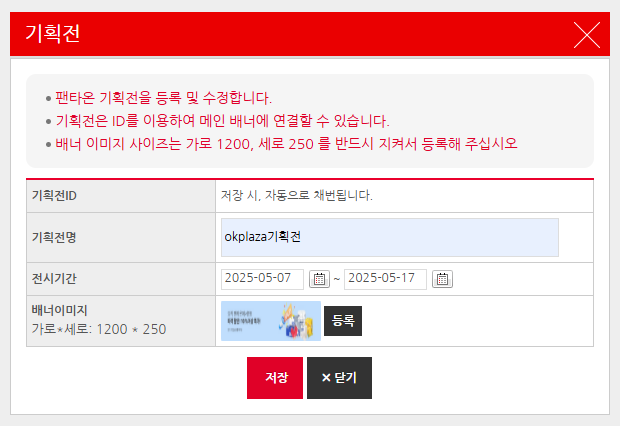 기획전
팬타온 기획전을 등록 및 수정합니다.
기획전은 ID를 이용하여 메인 배너에 연결할 수 있습니다.
배너 이미지 사이즈는 가로 1200, 세로 250 를 반드시 지켜서 등록해 주십시오
기획전ID 저장 시, 자동으로 채번됩니다.
기획전명 okplaza기획전
전시기간 2025-05-07 ~ 2025-05-17
배너이미지
가로*세로: 1200 * 250
등록
저장 ✕ 닫기